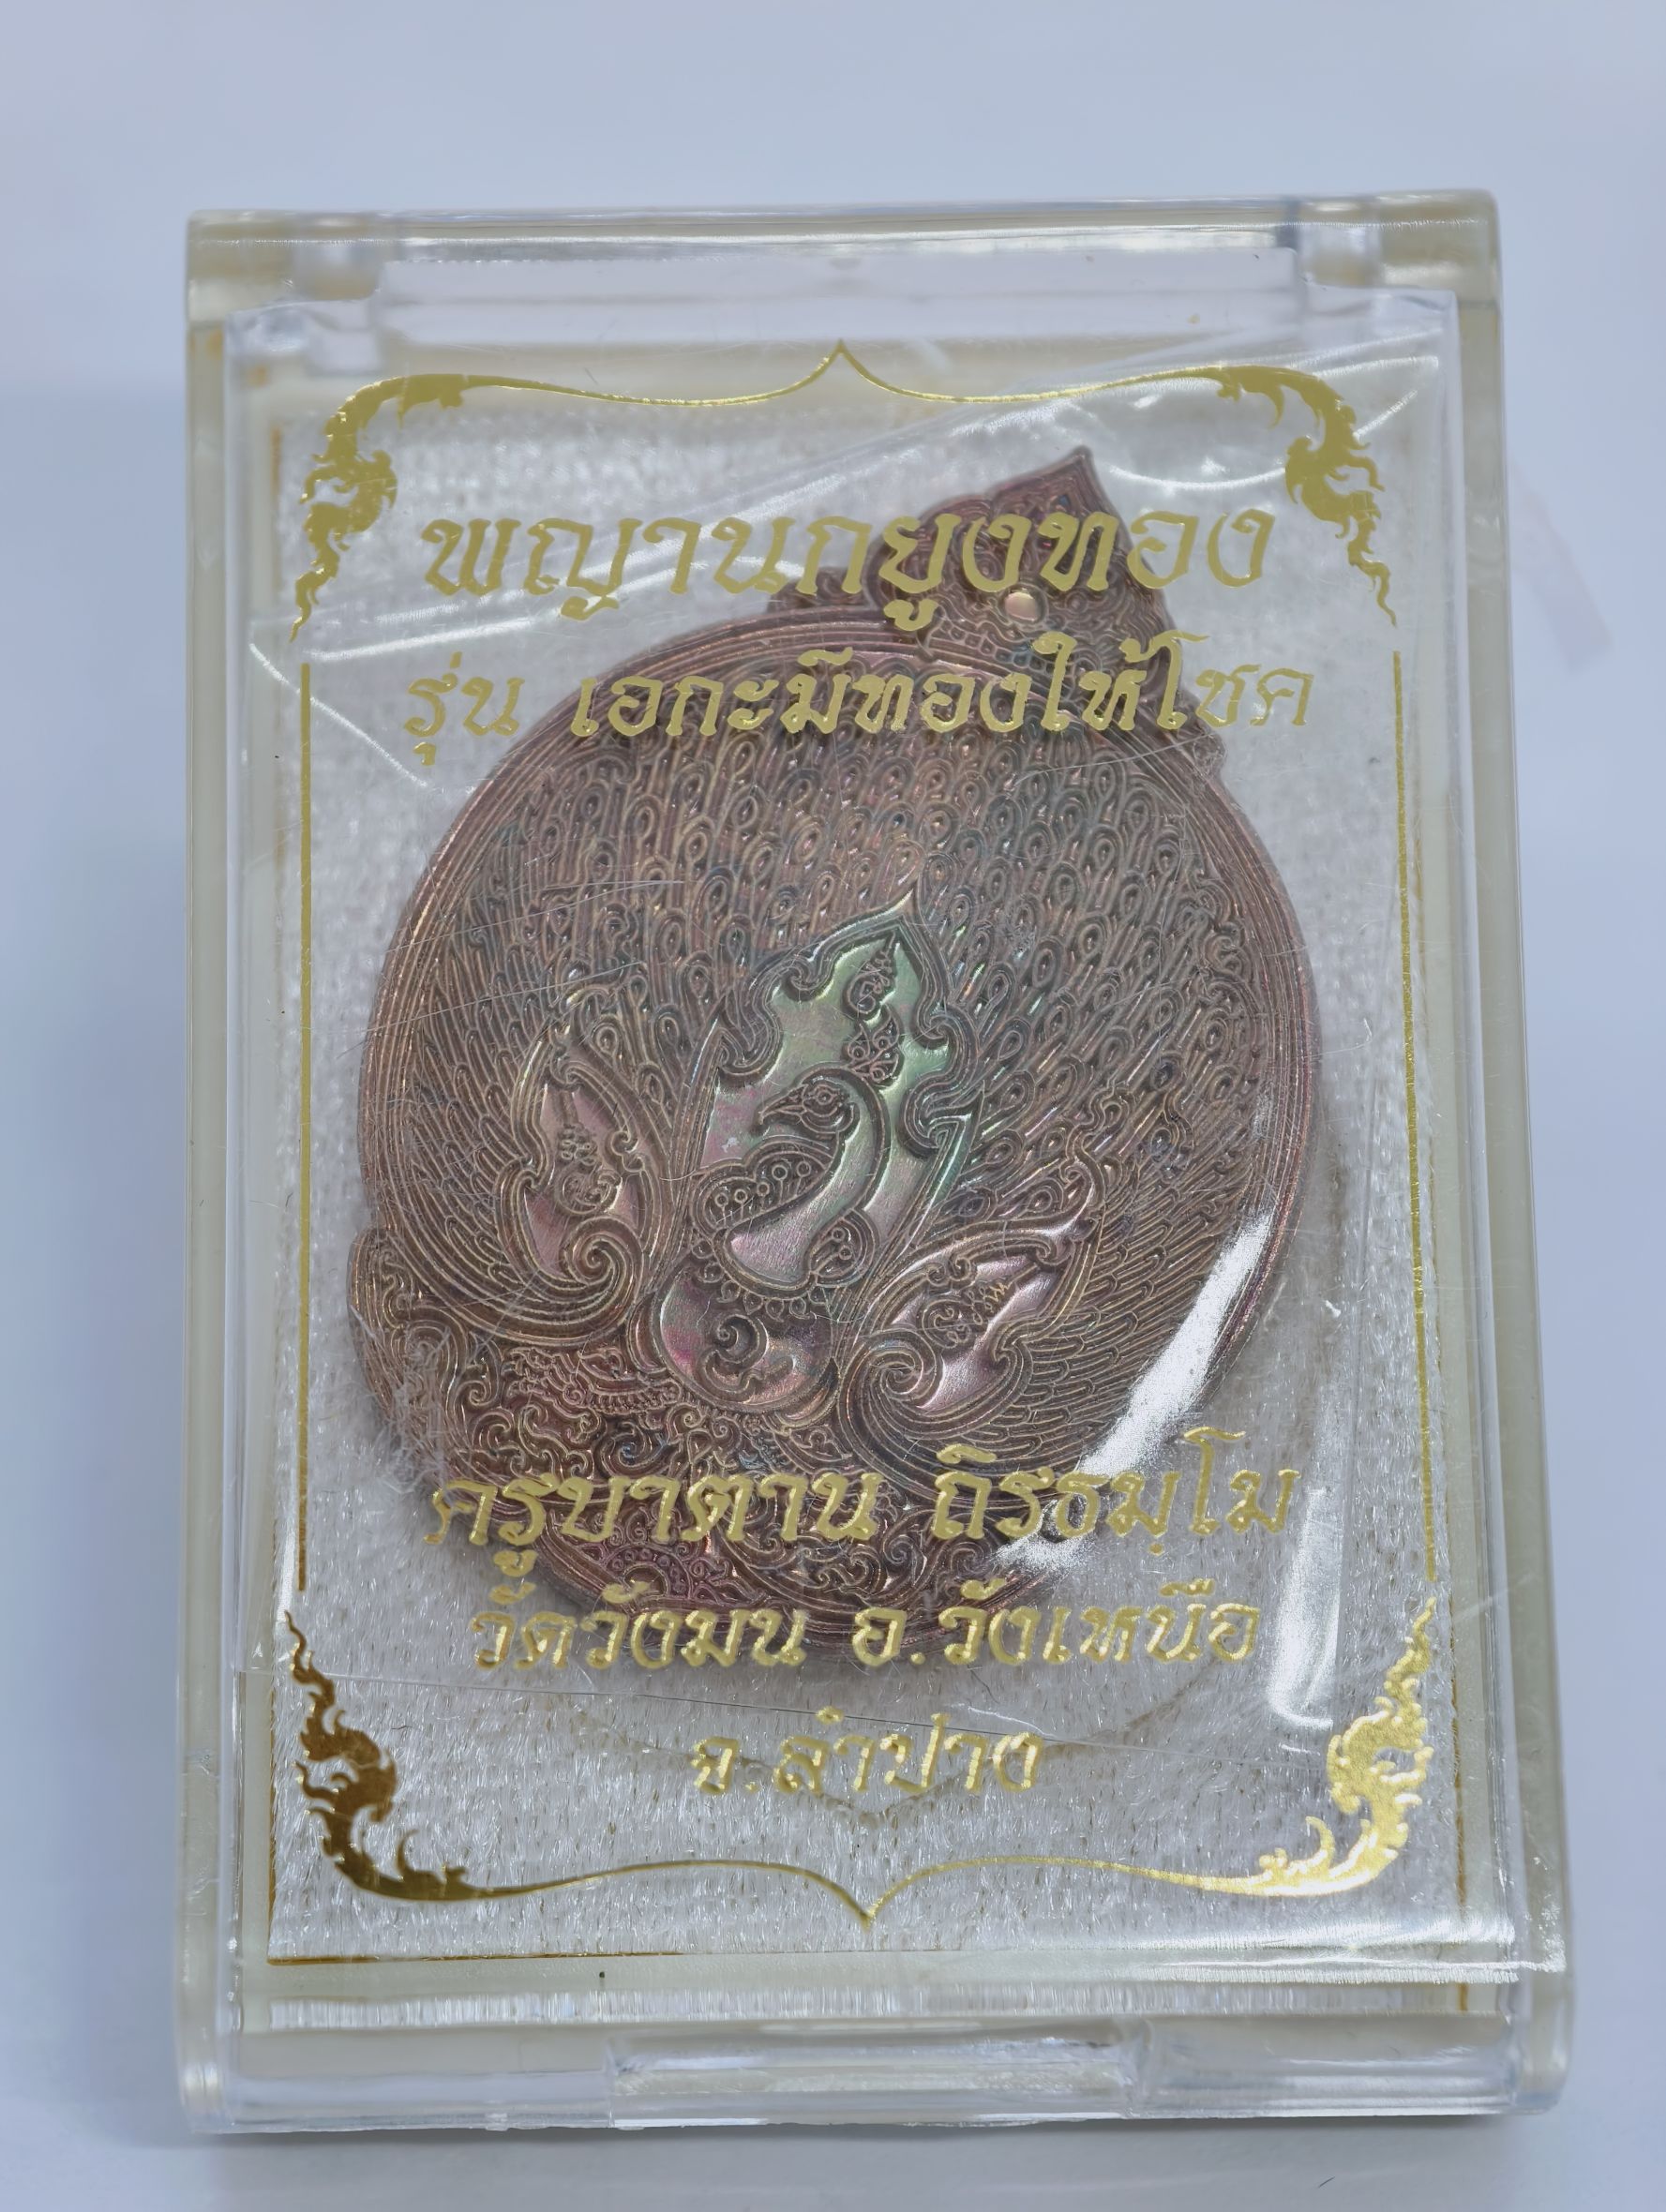 พญานกยูงทอง
รุ่น เอกะมีทองให้โชค
ครูบาตาน ถิรธมฺโม
วัดวังมน อ.วังเหนือ
จ.ลำปาง